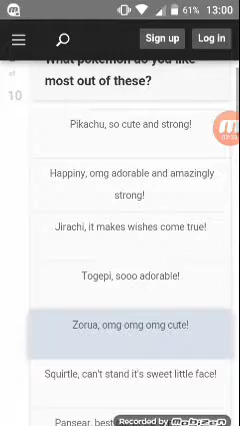 61% 13:00
Sign up
Log in
of
10
What pokemon do you like
most out of these?
Pikachu, so cute and strong!
Happiny, omg adorable and amazingly
strong!
Jirachi, it makes wishes come true!
Togepi, sooo adorable!
Zorua, omg omg omg cute!
Squirtle, can't stand it's sweet little face!
Pansear, best
Recorded by MOBIZEN